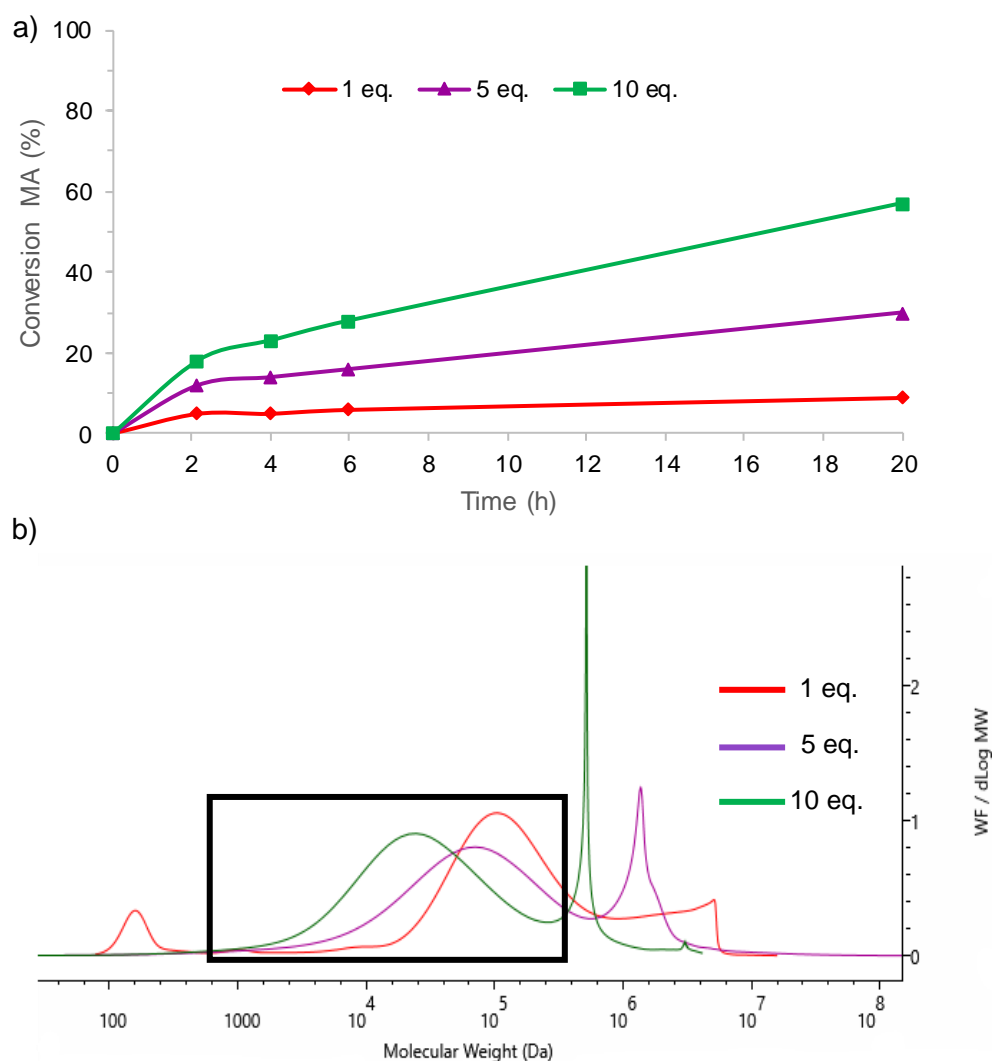 a)
100
80
60
40
20
0
Conversion MA (%)
1 eq. 5 eq. 10 eq.
0 2 4 6 8 10 12 14 16 18 20
Time (h)
b)
2
1
0
WF / dLog MW
1 eq.
5 eq.
10 eq.
100 1000 10^4 10^5 10^6 10^7 10^8
Molecular Weight (Da)